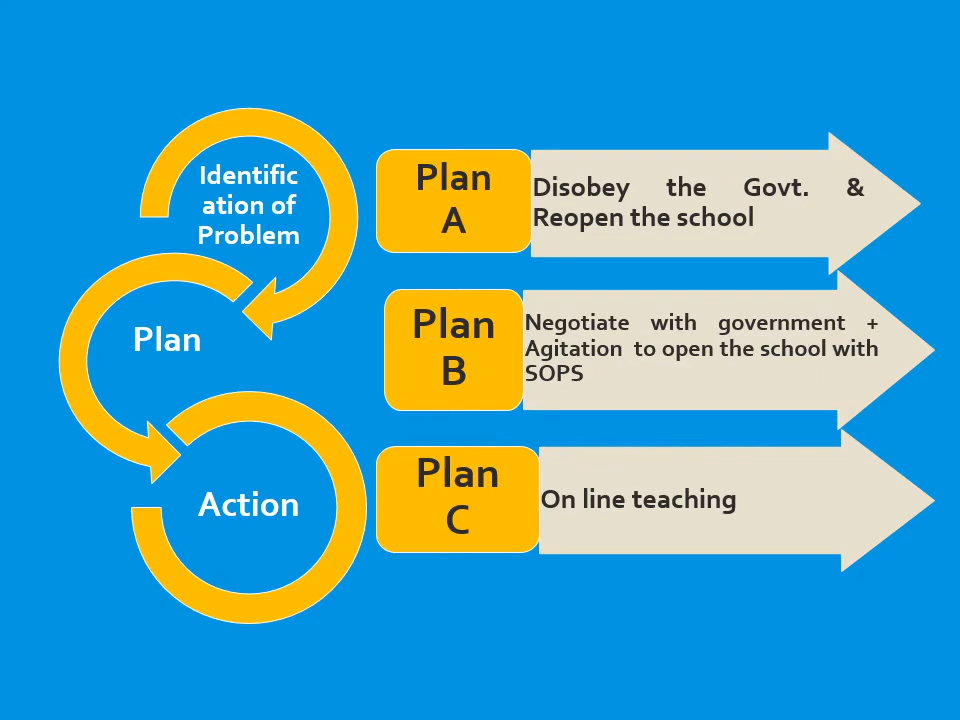 Identific
ation of
Problem
Plan
Action
Plan
A
Disobey the Govt. &
Reopen the school
Plan
B
Negotiate with government +
Agitation to open the school with
SOPS
Plan
C
On line teaching